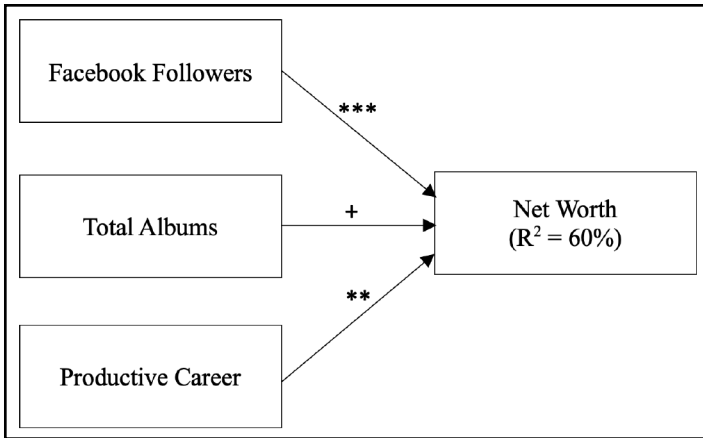 Facebook Followers
***
Total Albums
+
Net Worth
(R² = 60%)
**
Productive Career